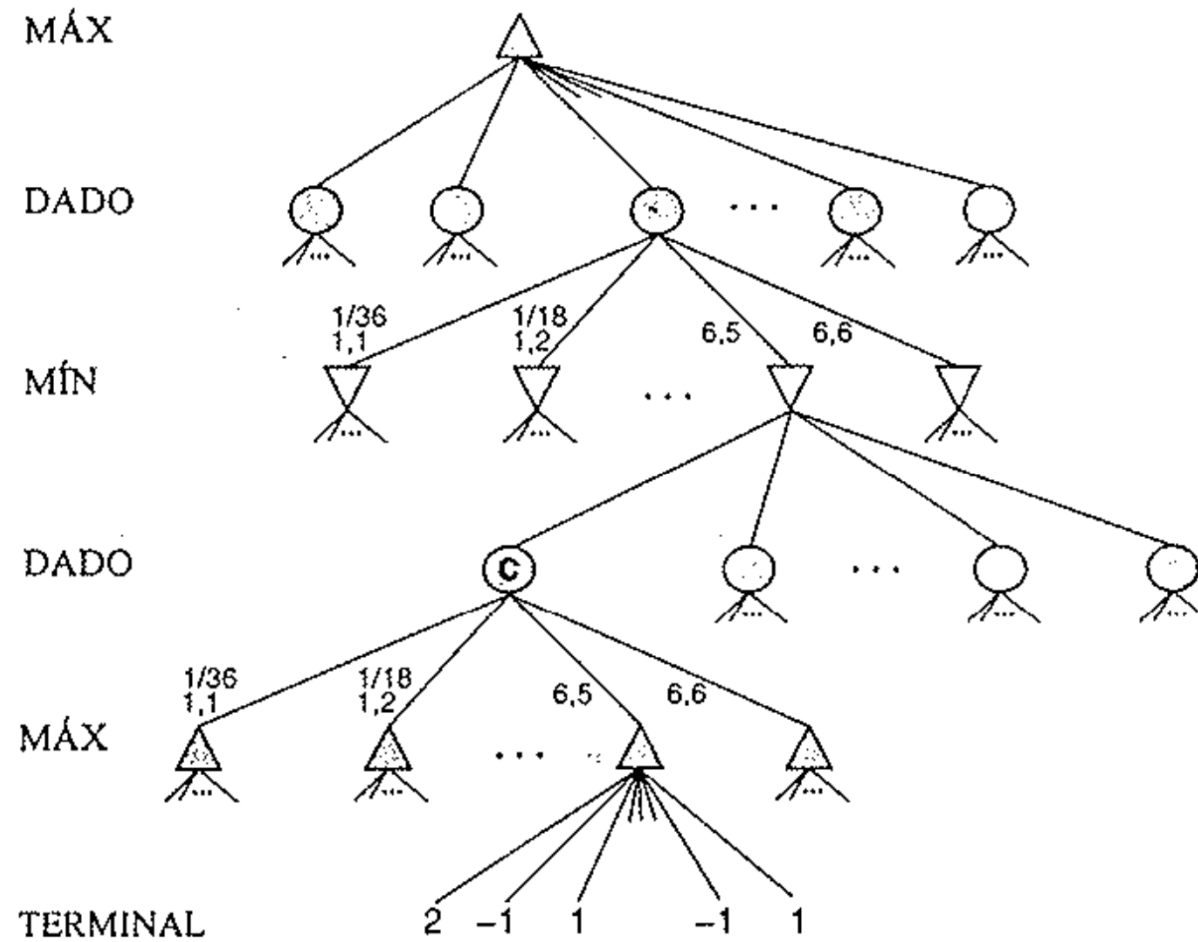 MÁX
DADO
...
1/36 1/18
1,1 1,2 6,5 6,6
MÍN
...
DADO
C
...
1/36 1/18
1,1 1,2 6,5 6,6
MÁX
...
TERMINAL 2 –1 1 –1 1